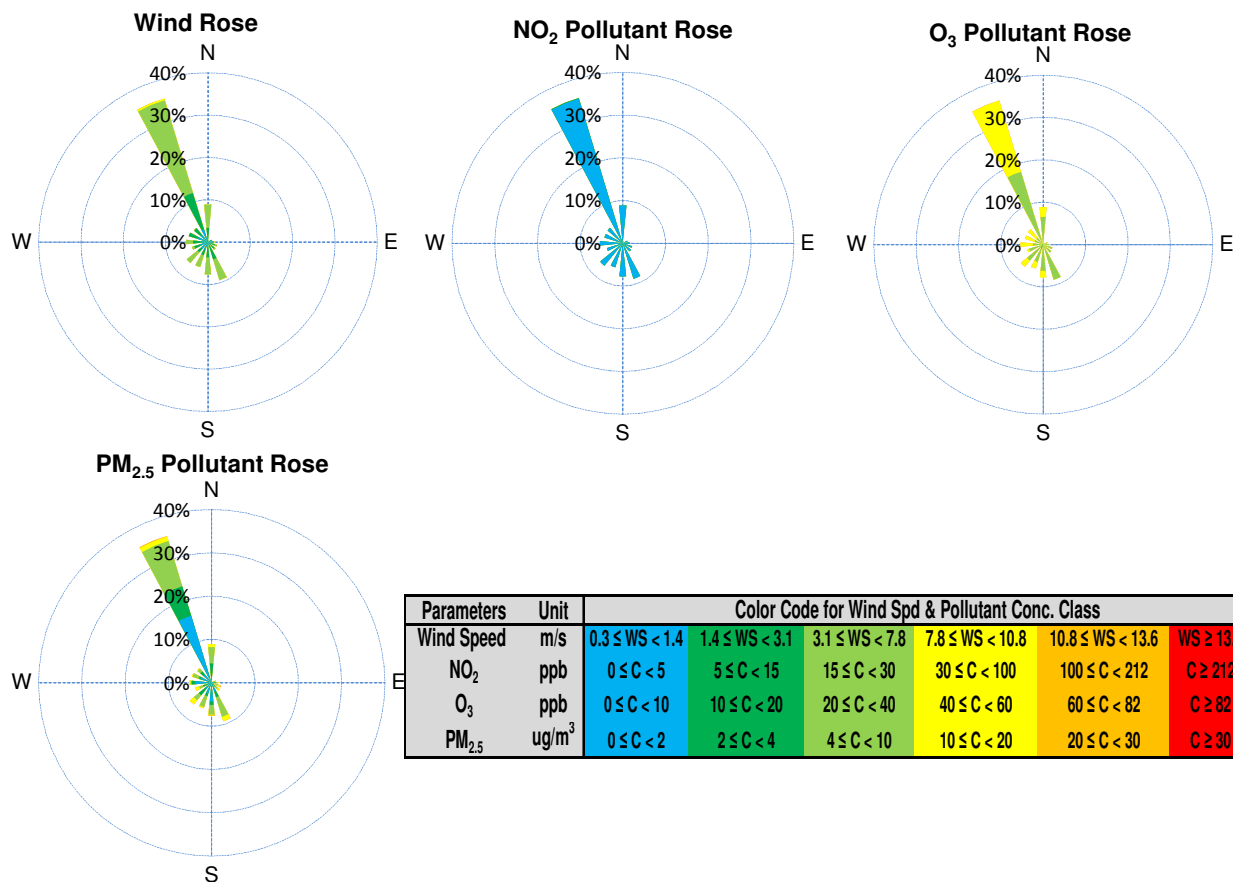 Wind Rose
N
40%
30%
20%
10%
W 0% E
S
NO2 Pollutant Rose
N
40%
30%
20%
10%
W 0% E
S
O3 Pollutant Rose
N
40%
30%
20%
10%
W 0% E
S
PM2.5 Pollutant Rose
N
40%
30%
20%
10%
W 0% E
S
Parameters Unit Color Code for Wind Spd & Pollutant Conc. Class
Wind Speed m/s 0.3 ≤ WS < 1.4 1.4 ≤ WS < 3.1 3.1 ≤ WS < 7.8 7.8 ≤ WS < 10.8 10.8 ≤ WS < 13.6 WS ≥ 13
NO2 ppb 0 ≤ C < 5 5 ≤ C < 15 15 ≤ C < 30 30 ≤ C < 100 100 ≤ C < 212 C ≥ 212
O3 ppb 0 ≤ C < 10 10 ≤ C < 20 20 ≤ C < 40 40 ≤ C < 60 60 ≤ C < 82 C ≥ 82
PM2.5 ug/m³ 0 ≤ C < 2 2 ≤ C < 4 4 ≤ C < 10 10 ≤ C < 20 20 ≤ C < 30 C ≥ 30